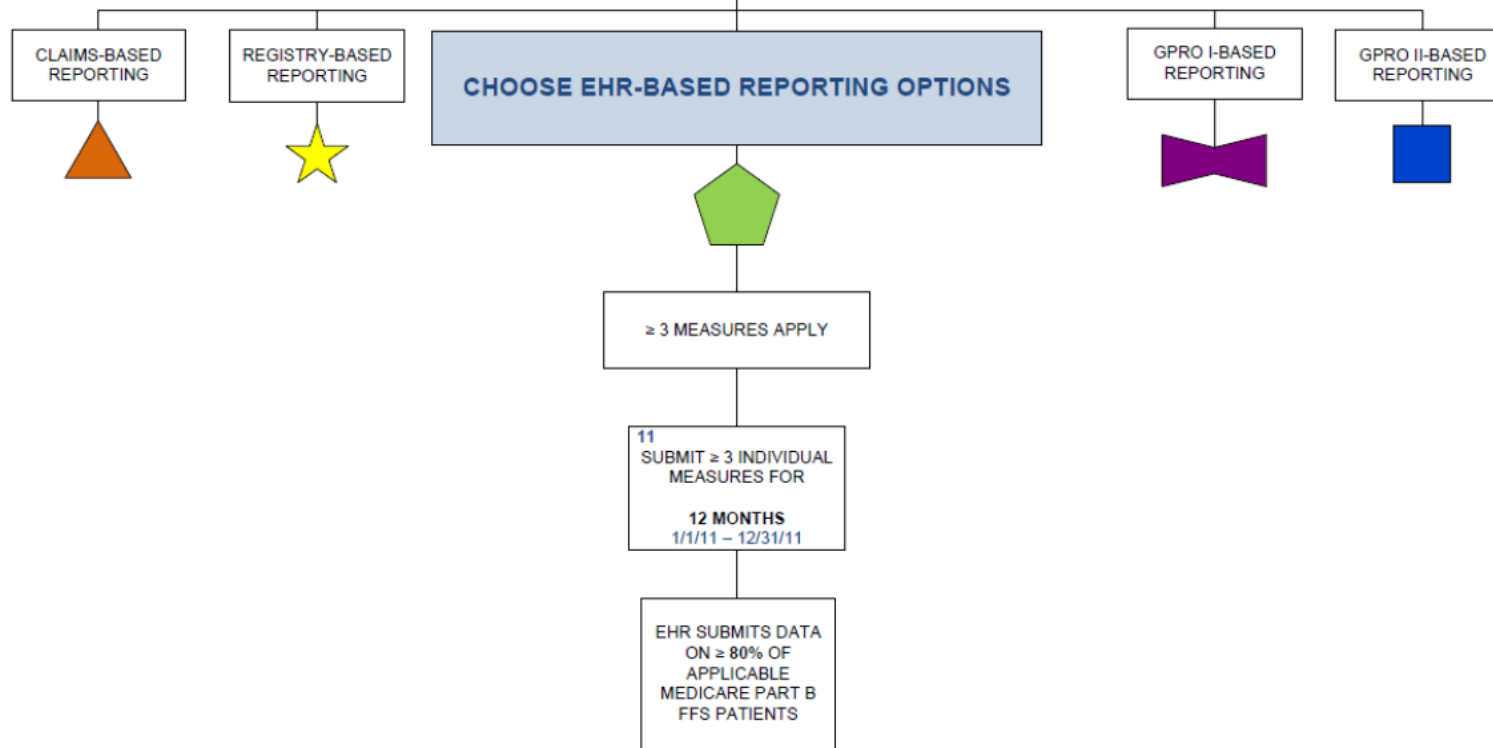 CLAIMS-BASED
REPORTING
REGISTRY-BASED
REPORTING
CHOOSE EHR-BASED REPORTING OPTIONS
GPRO I-BASED
REPORTING
GPRO II-BASED
REPORTING
≥ 3 MEASURES APPLY
11
SUBMIT ≥ 3 INDIVIDUAL
MEASURES FOR
12 MONTHS
1/1/11 – 12/31/11
EHR SUBMITS DATA
ON ≥ 80% OF
APPLICABLE
MEDICARE PART B
FFS PATIENTS